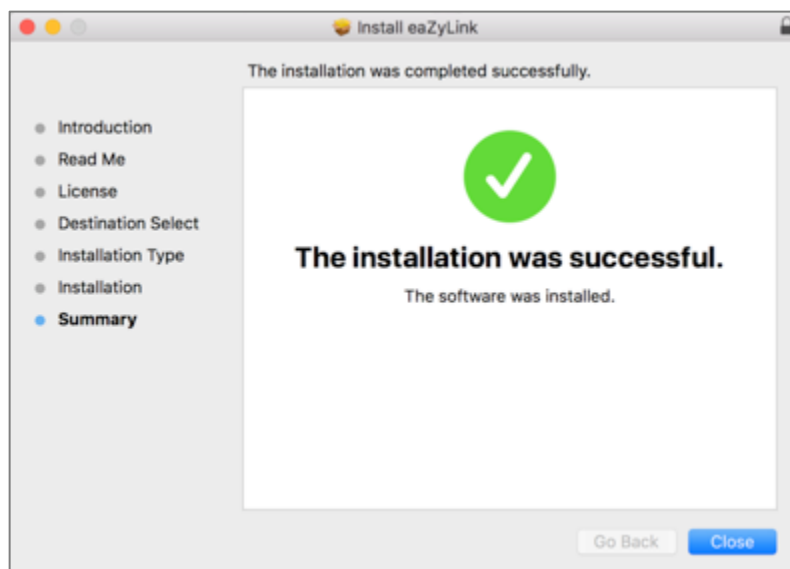 Install eaZyLink
The installation was completed successfully.
Introduction
Read Me
License
Destination Select
Installation Type
Installation
Summary
The installation was successful.
The software was installed.
Go Back
Close